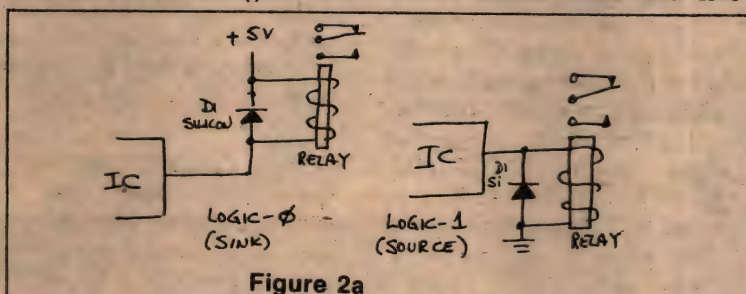 + 5V
D1
SILICON
RELAY
IC
LOGIC-Ø
(SINK)
IC
D1
Si
LOGIC-1
(SOURCE)
RELAY
Figure 2a